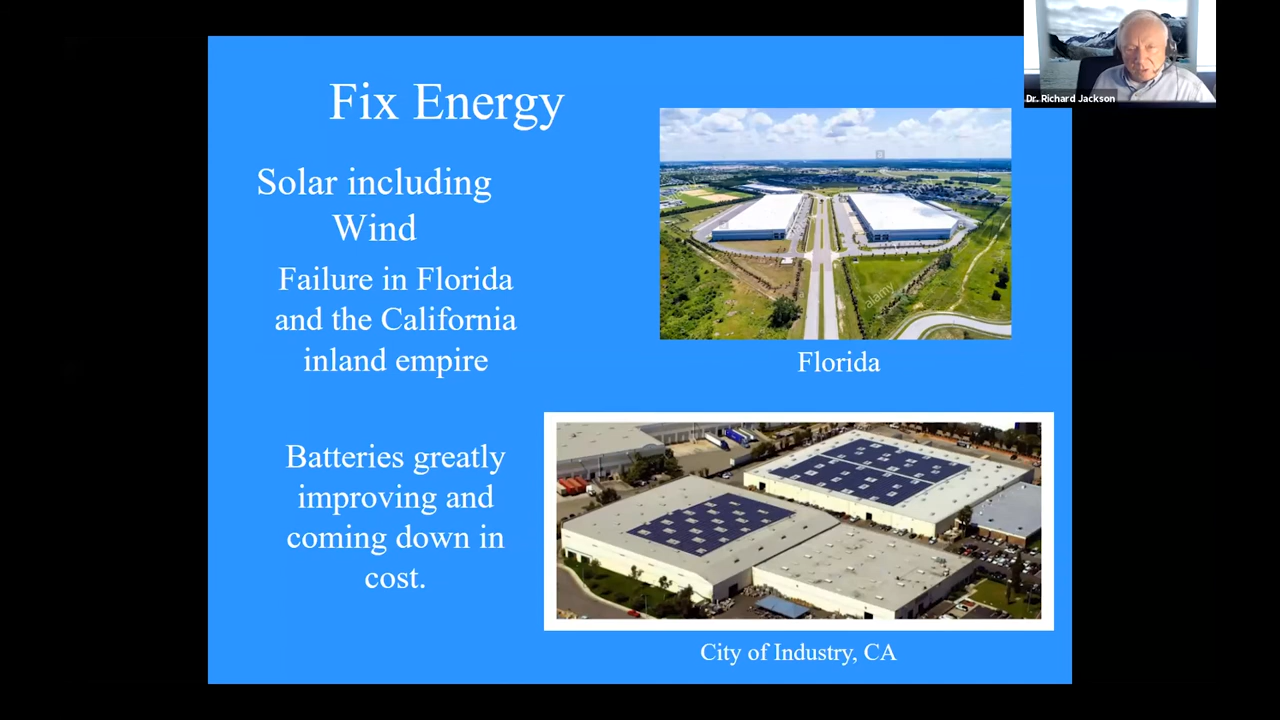 Fix Energy
Solar including
Wind
Failure in Florida
and the California
inland empire
Batteries greatly
improving and
coming down in
cost.
alamy
a
Florida
City of Industry, CA
Dr. Richard Jackson